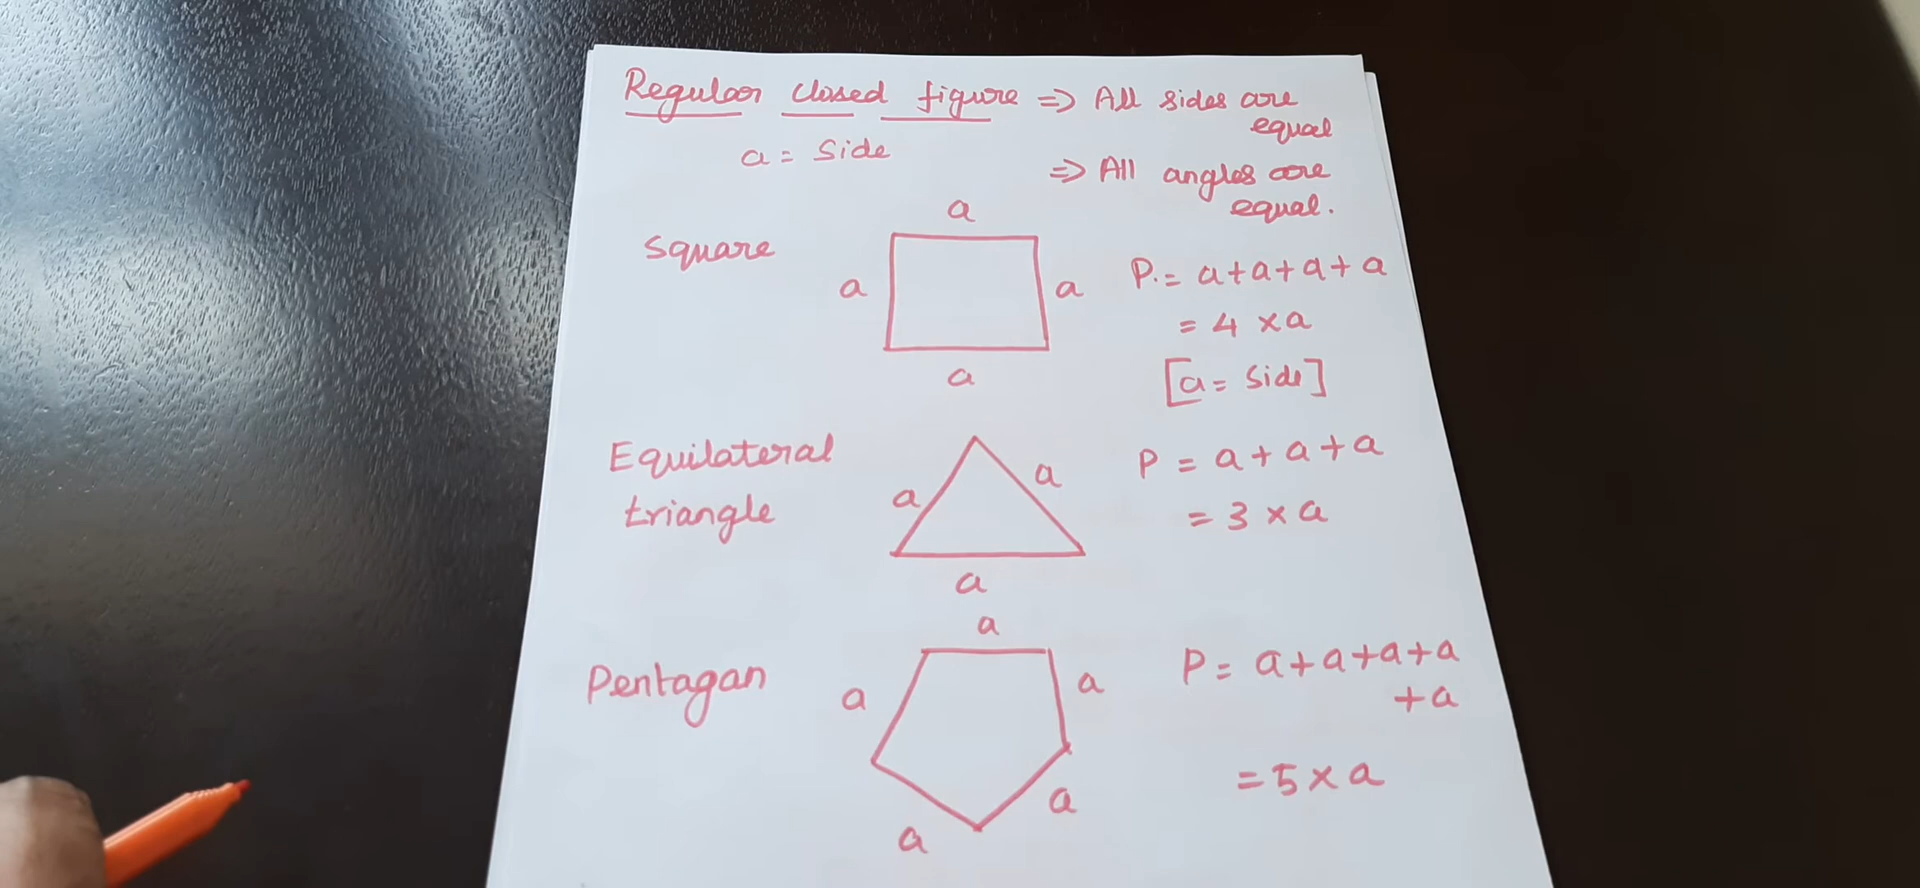 Regular closed figure ⇒ All sides are
equal
a = Side
⇒ All angles are
equal.
a
Square
a
a
P. = a+a+a+a
= 4 × a
a
[a = Side]
Equilateral
triangle
a
a
a
P = a + a + a
= 3 × a
a
Pentagan
a
a
a
a
P = a+a+a+a
+a
= 5 × a